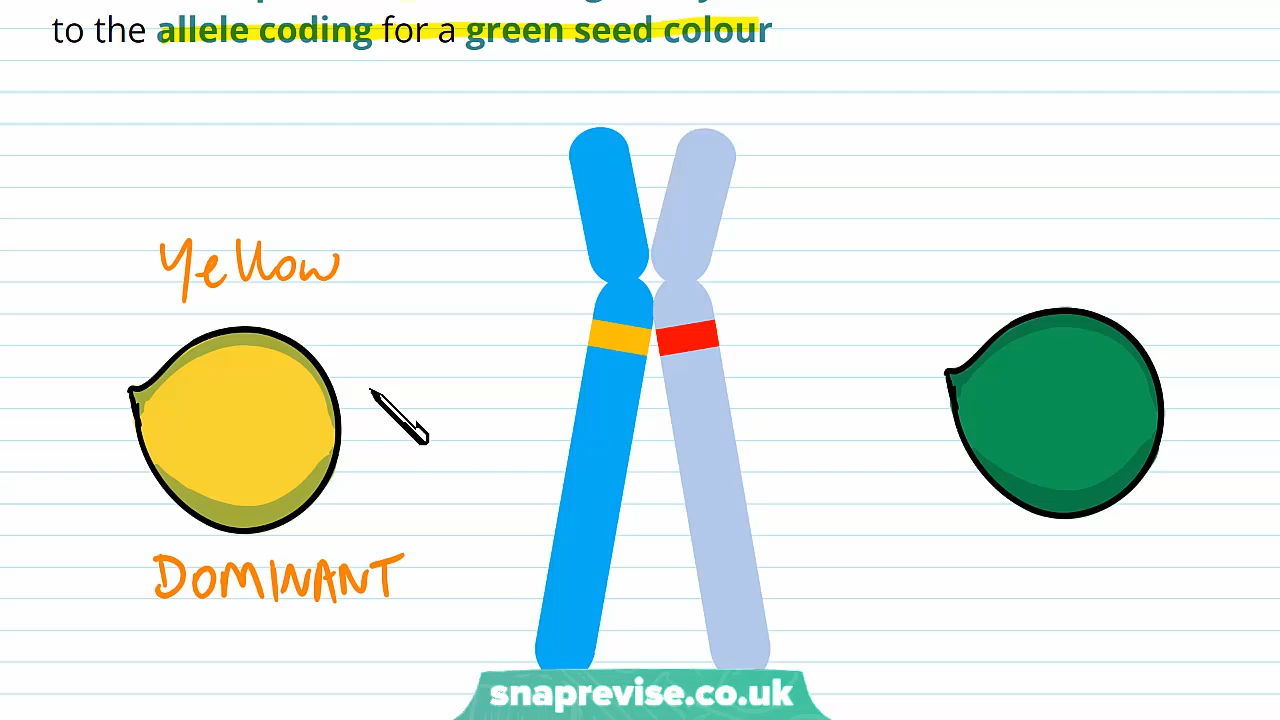 to the allele coding for a green seed colour
Yellow
DOMINANT
snaprevise.co.uk